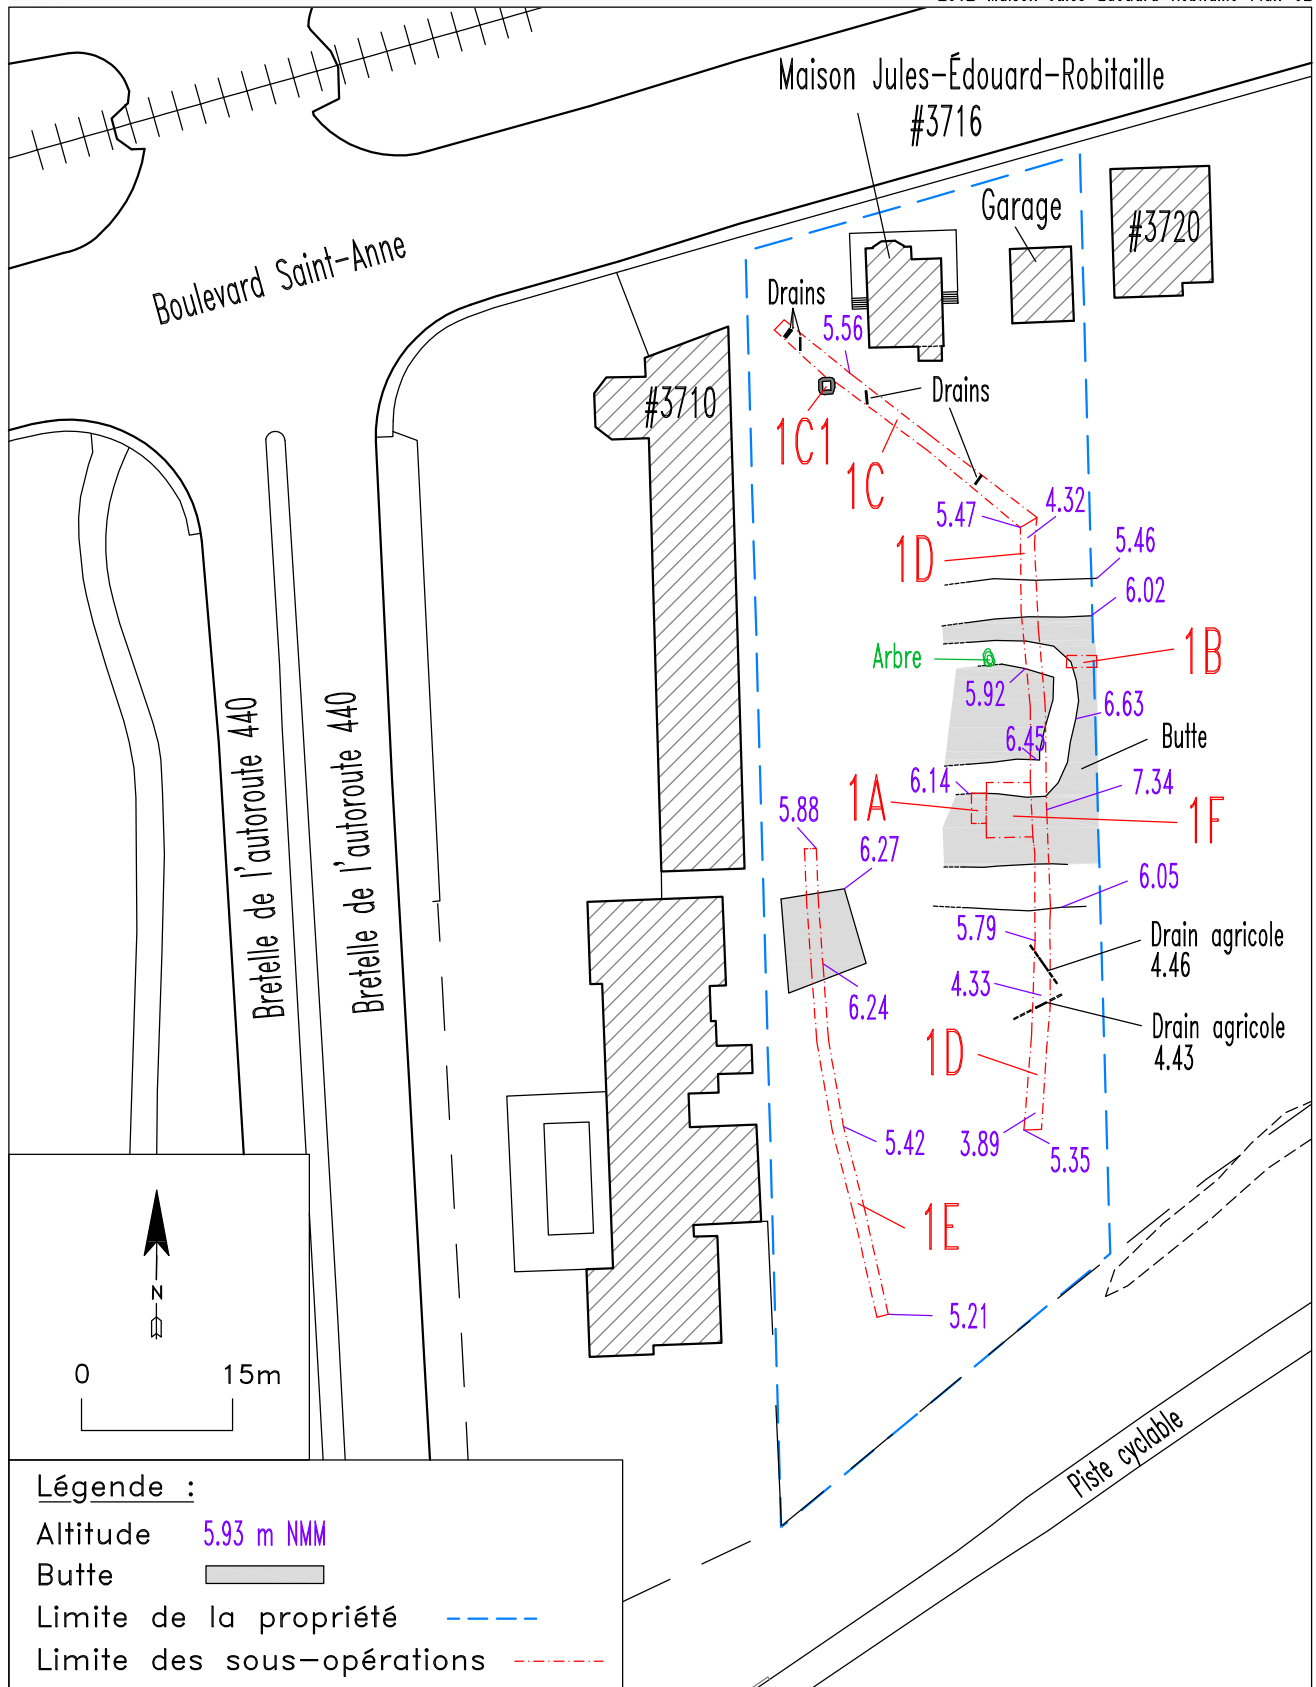 Maison Jules-Édouard-Robitaille
#3716
Garage
#3720
Boulevard Saint-Anne
Drains
5.56
#3710
Drains
1C1
1C
5.47
4.32
1D
5.46
6.02
Arbre
1B
5.92
6.63
6.45
Butte
6.14
1A
7.34
5.88
1F
6.27
6.05
5.79
Drain agricole
4.46
4.33
6.24
Drain agricole
4.43
1D
5.42
3.89
5.35
1E
5.21
Bretelle de l'autoroute 440
Bretelle de l'autoroute 440
N
0 15m
Piste cyclable
Légende :
Altitude 5.93 m NMM
Butte
Limite de la propriété
Limite des sous-opérations